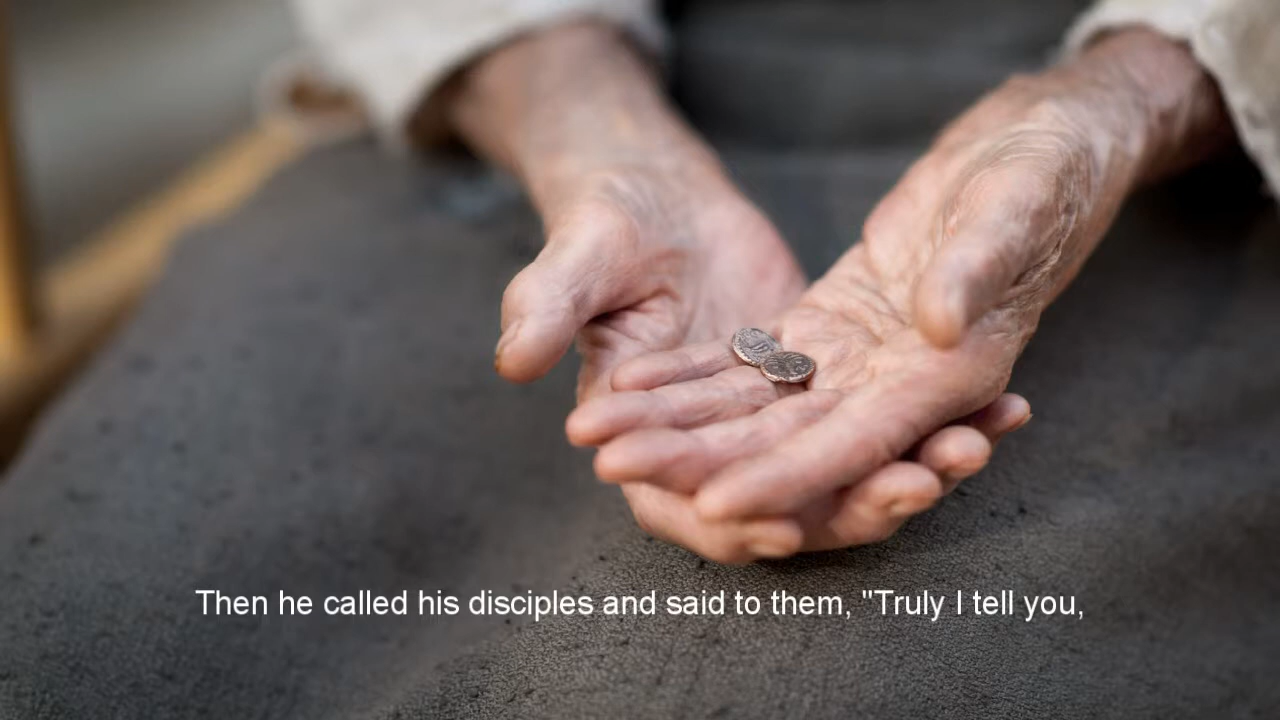 Then he called his disciples and said to them, "Truly I tell you,